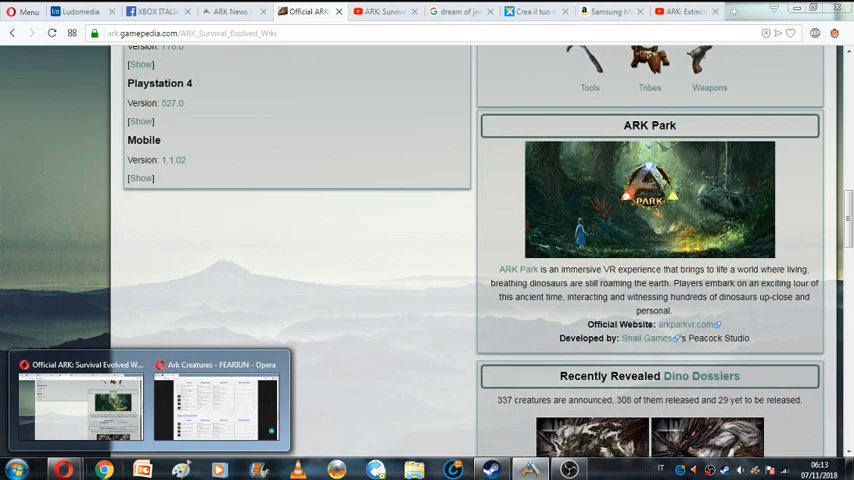 Menu
Ludomedia
XBOX ITALIA
ARK News -
Official ARK:
ARK: Surviva
dream of je
Crea il tuo s
Samsung M
ARK: Extinct
ark.gamepedia.com/ARK_Survival_Evolved_Wiki
Version: 778.0
[Show]
Playstation 4
Version: 527.0
[Show]
Mobile
Version: 1.1.02
[Show]
Tools
Tribes
Weapons
ARK Park
PARK
ARK Park is an immersive VR experience that brings to life a world where living,
breathing dinosaurs are still roaming the earth. Players embark on an exciting tour of
this ancient time, interacting and witnessing hundreds of dinosaurs up-close and
personal.
Official Website: arkparkvr.com
Developed by: Snail Games's Peacock Studio
Recently Revealed Dino Dossiers
337 creatures are announced, 308 of them released and 29 yet to be released.
Official ARK: Survival Evolved W...
Ark Creatures - FEARIUN - Opera
IT
06:13
07/11/2018